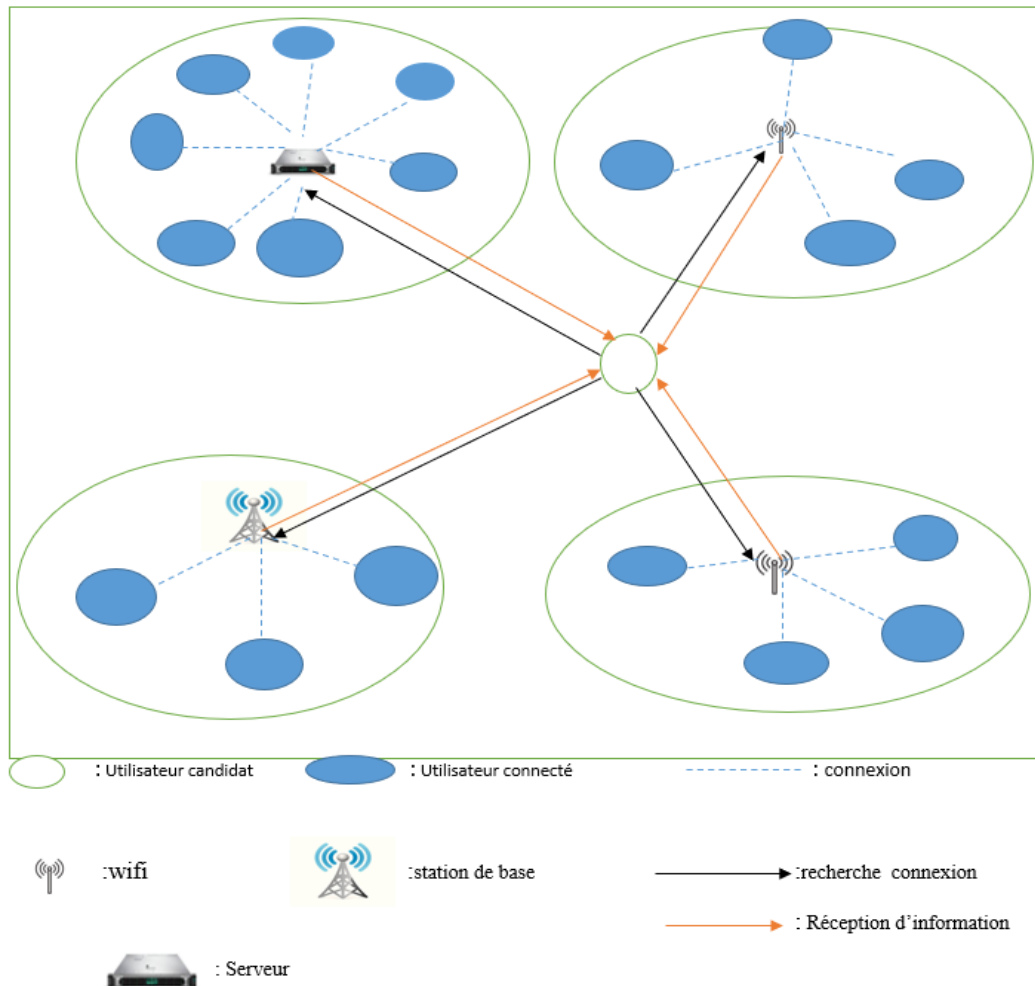 : Utilisateur candidat
: Utilisateur connecté
: connexion
:wifi
:station de base
:recherche connexion
: Réception d’information
: Serveur